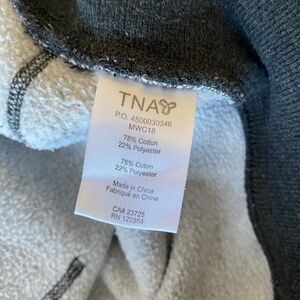 TNA
P.O. 4500030346
MWC18
78% Cotton
22% Polyester
78% Coton
22% Polyester
Made in China
Fabriqué en Chine
CA# 23725
RN 122354